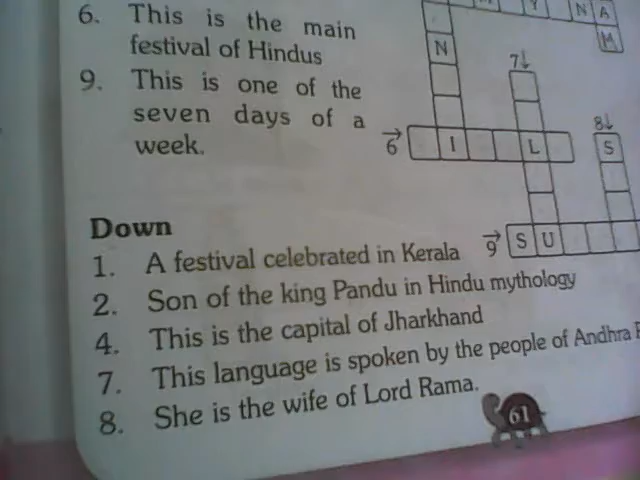 6. This is the main
festival of Hindus
9. This is one of the
seven days of a
week.
Y N A
M
N
7↓
8↓
6→ I L S
9→ S U
Down
1. A festival celebrated in Kerala
2. Son of the king Pandu in Hindu mythology
4. This is the capital of Jharkhand
7. This language is spoken by the people of Andhra
8. She is the wife of Lord Rama.
61